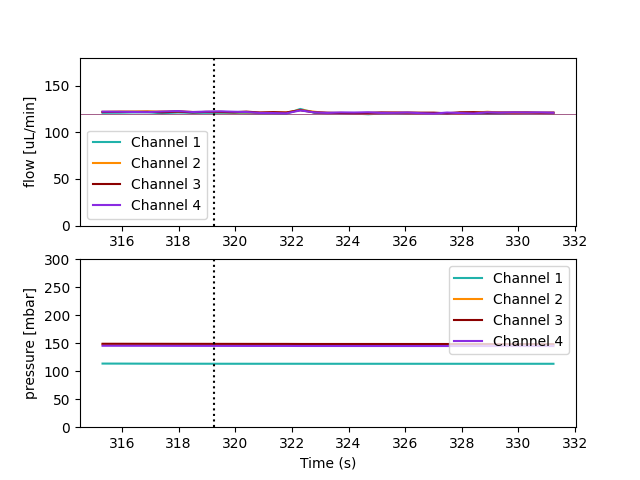 flow [uL/min]
150
100
50
0
Channel 1
Channel 2
Channel 3
Channel 4
316 318 320 322 324 326 328 330 332
pressure [mbar]
300
250
200
150
100
50
0
Channel 1
Channel 2
Channel 3
Channel 4
316 318 320 322 324 326 328 330 332
Time (s)